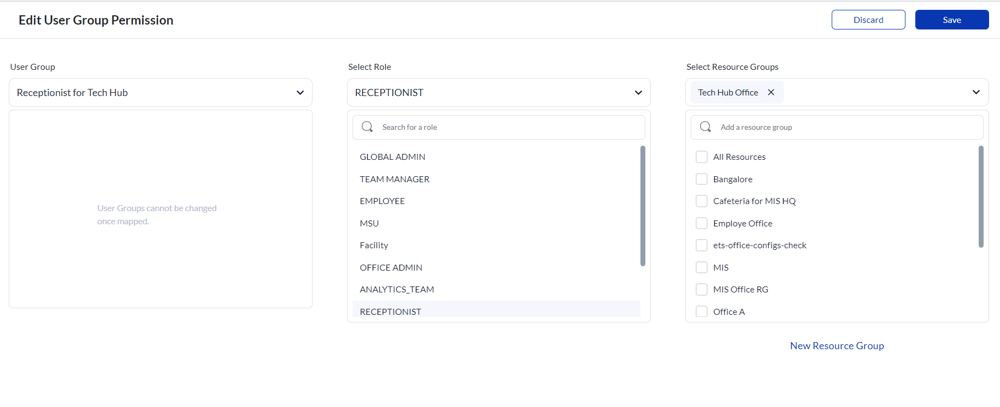 Edit User Group Permission
Discard
Save
User Group
Receptionist for Tech Hub
User Groups cannot be changed
once mapped.
Select Role
RECEPTIONIST
Search for a role
GLOBAL ADMIN
TEAM MANAGER
EMPLOYEE
MSU
Facility
OFFICE ADMIN
ANALYTICS_TEAM
RECEPTIONIST
Select Resource Groups
Tech Hub Office
Add a resource group
All Resources
Bangalore
Cafeteria for MIS HQ
Employe Office
ets-office-configs-check
MIS
MIS Office RG
Office A
New Resource Group